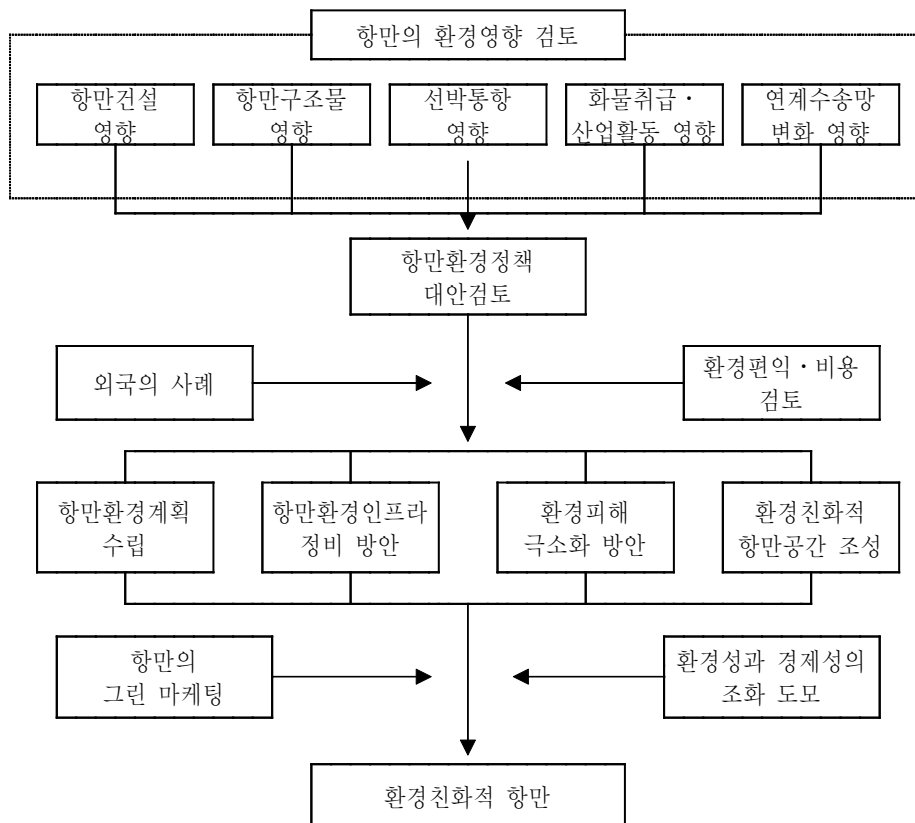 항만의 환경영향 검토
항만건설
영향
항만구조물
영향
선박통항
영향
화물취급·
산업활동 영향
연계수송망
변화 영향
항만환경정책
대안검토
외국의 사례
환경편익·비용
검토
항만환경계획
수립
항만환경인프라
정비 방안
환경피해
극소화 방안
환경친화적
항만공간 조성
항만의
그린 마케팅
환경성과 경제성의
조화 도모
환경친화적 항만